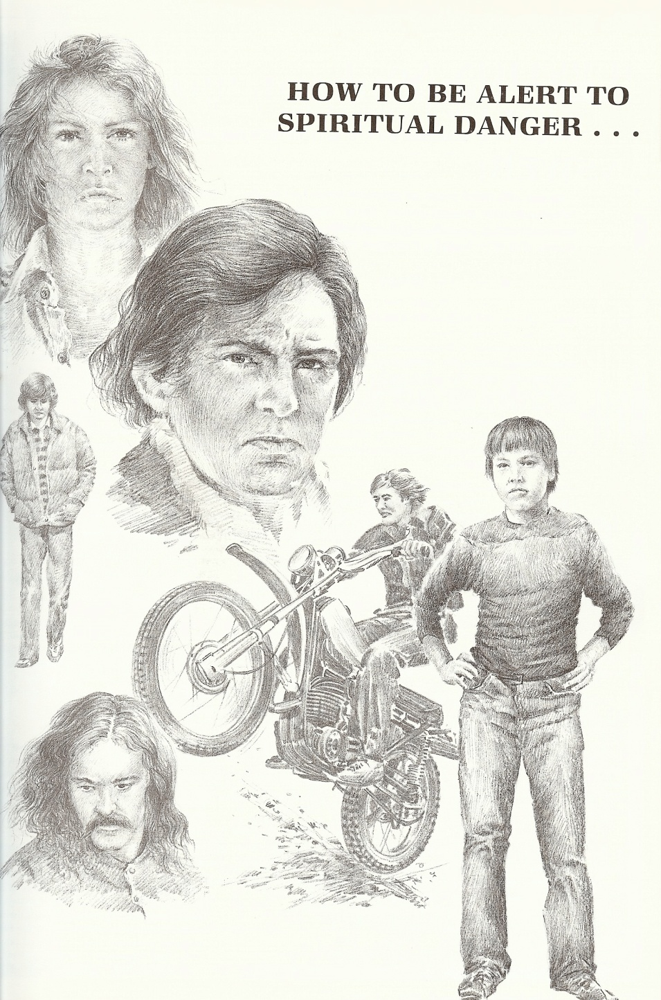 HOW TO BE ALERT TO
SPIRITUAL DANGER . . .